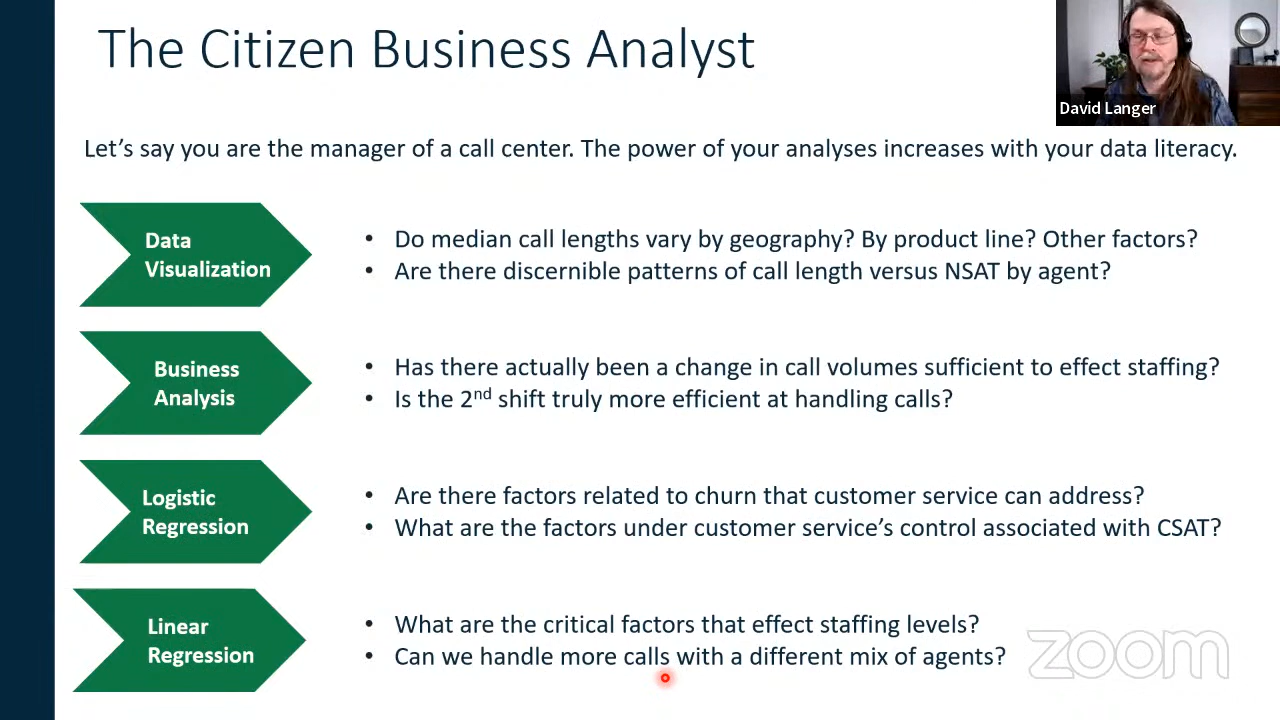 The Citizen Business Analyst
David Langer
Let's say you are the manager of a call center. The power of your analyses increases with your data literacy.
Data
Visualization
• Do median call lengths vary by geography? By product line? Other factors?
• Are there discernible patterns of call length versus NSAT by agent?
Business
Analysis
• Has there actually been a change in call volumes sufficient to effect staffing?
• Is the 2nd shift truly more efficient at handling calls?
Logistic
Regression
• Are there factors related to churn that customer service can address?
• What are the factors under customer service's control associated with CSAT?
Linear
Regression
• What are the critical factors that effect staffing levels?
• Can we handle more calls with a different mix of agents?
zoom